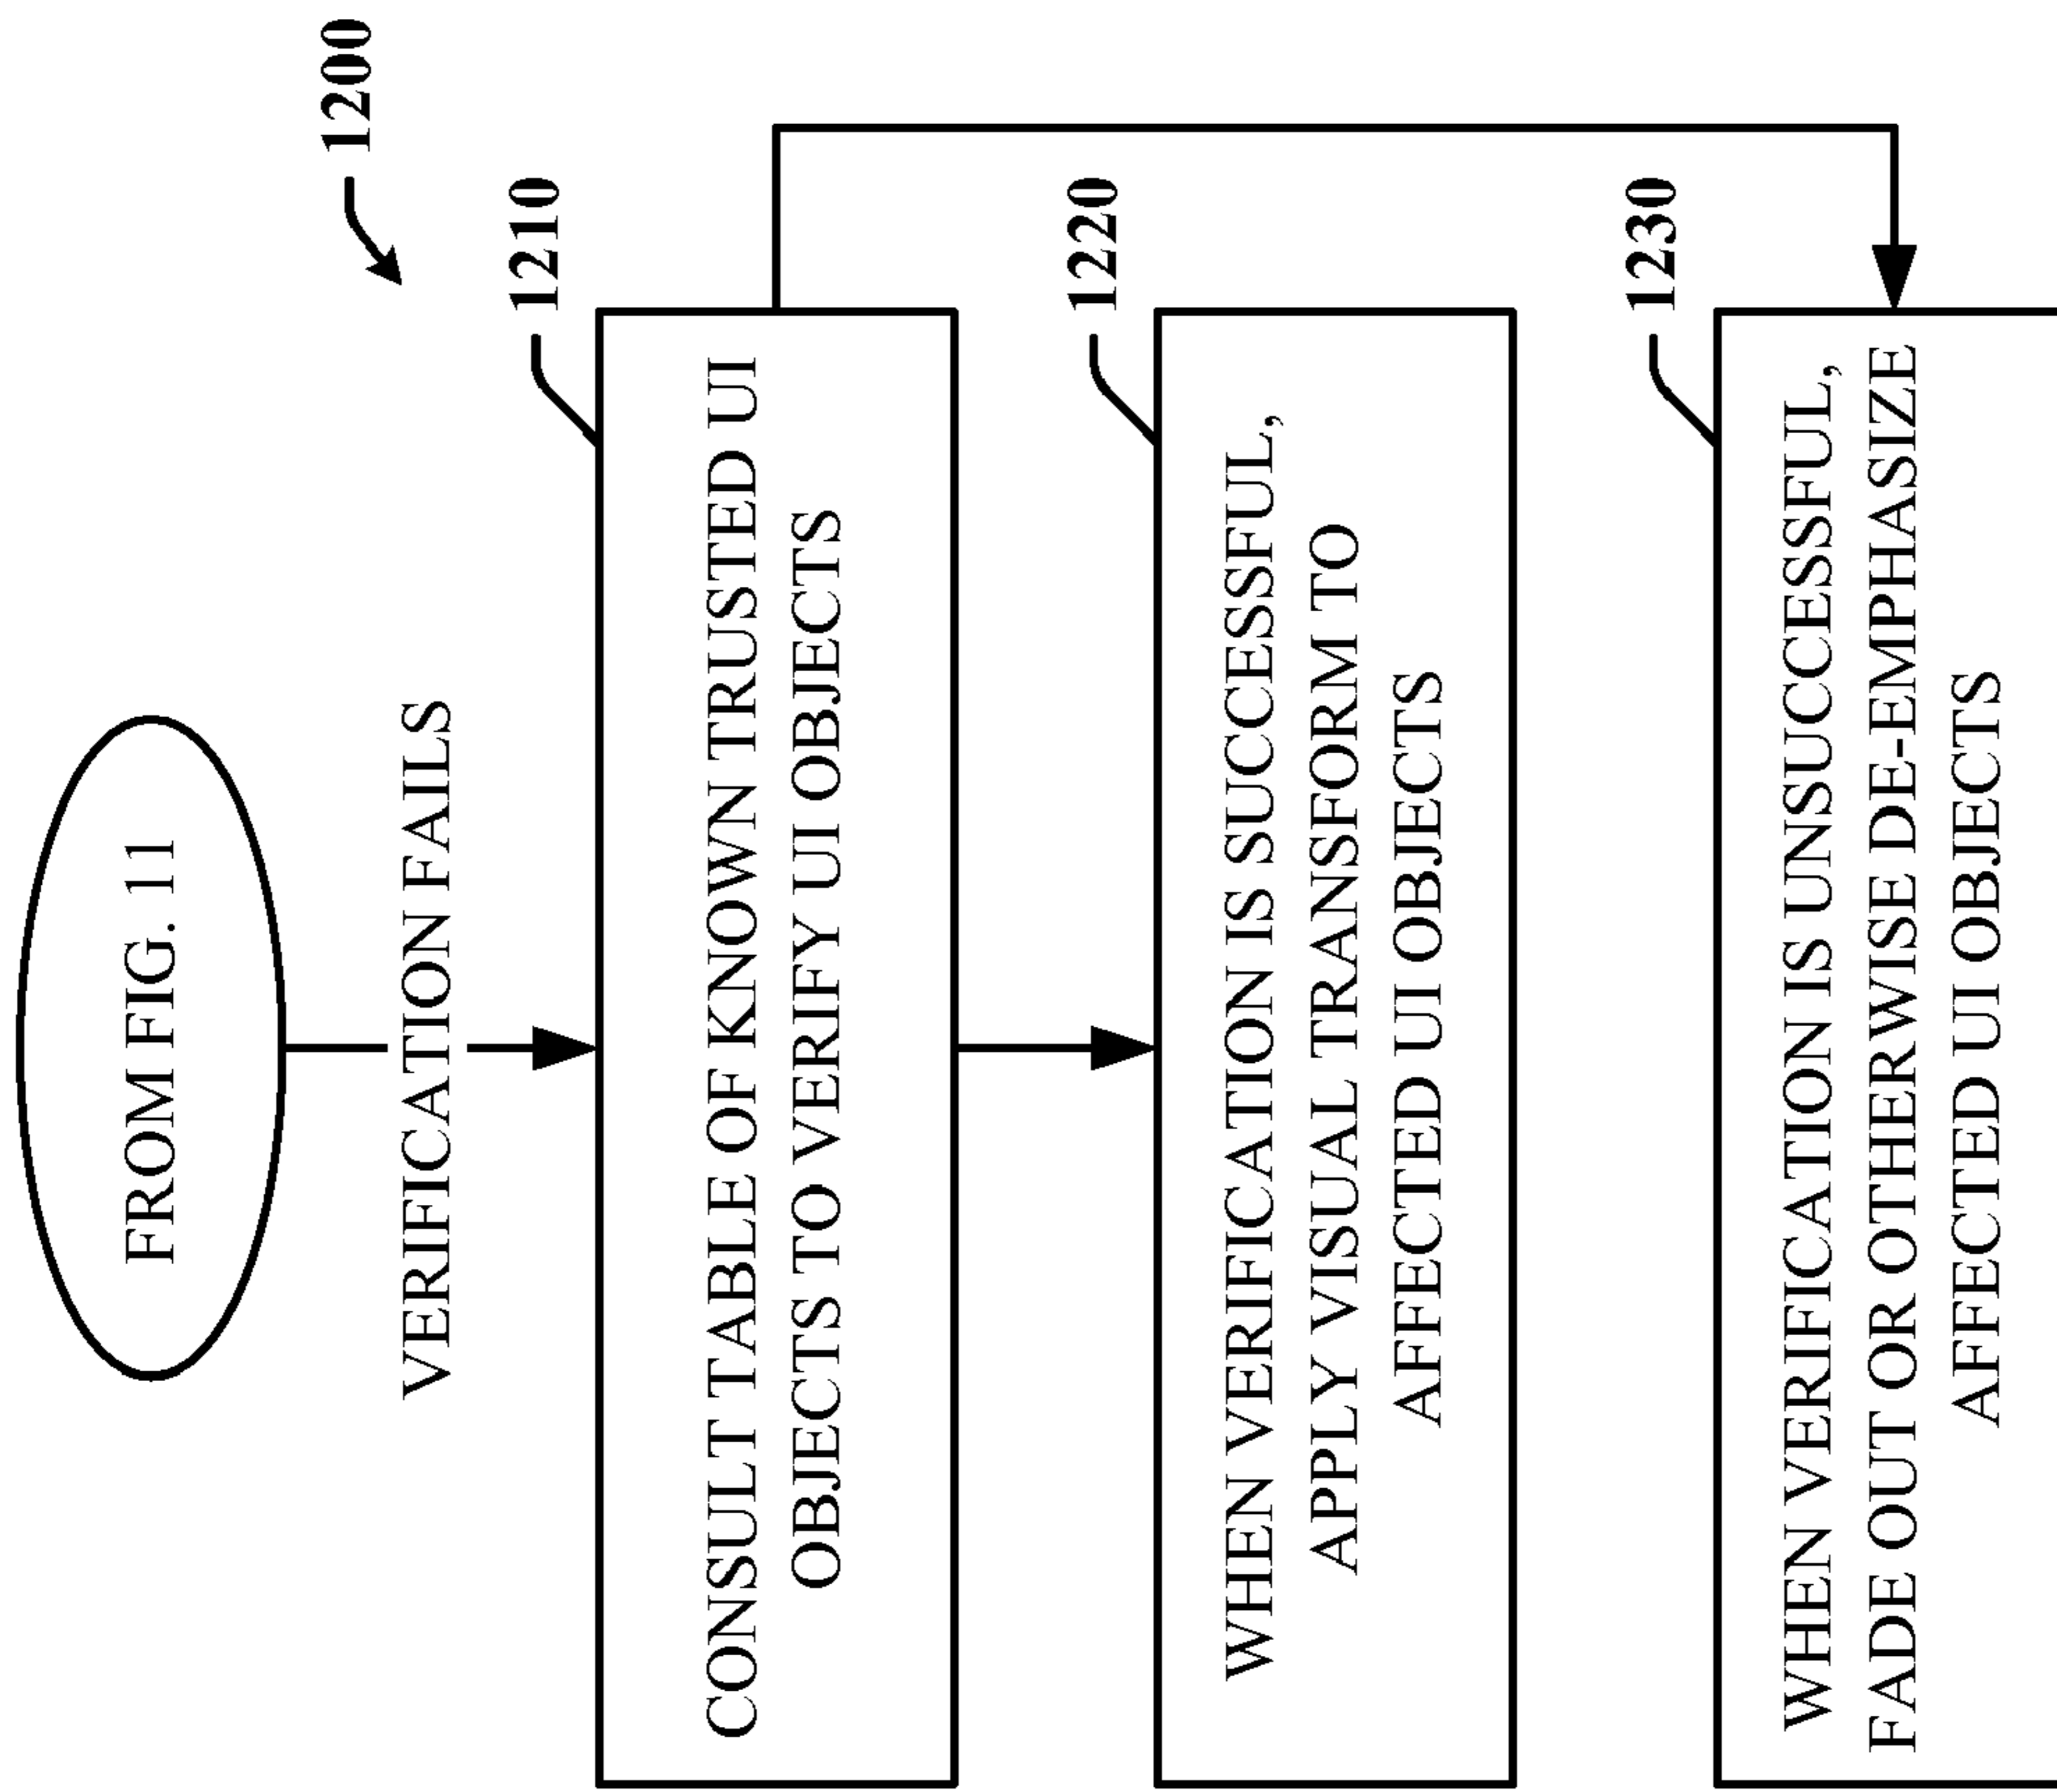 1200
FROM FIG. 11
VERIFICATION FAILS
1210
CONSULT TABLE OF KNOWN TRUSTED UI
OBJECTS TO VERIFY UI OBJECTS
1220
WHEN VERIFICATION IS SUCCESSFUL,
APPLY VISUAL TRANSFORM TO
AFFECTED UI OBJECTS
1230
WHEN VERIFICATION IS UNSUCCESSFUL,
FADE OUT OR OTHERWISE DE-EMPHASIZE
AFFECTED UI OBJECTS